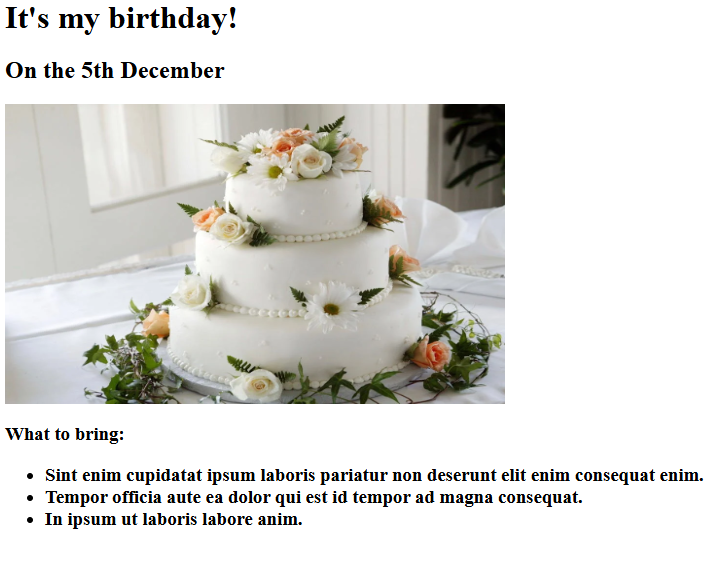 It's my birthday!
On the 5th December
What to bring:
Sint enim cupidatat ipsum laboris pariatur non deserunt elit enim consequat enim.
Tempor officia aute ea dolor qui est id tempor ad magna consequat.
In ipsum ut laboris labore anim.